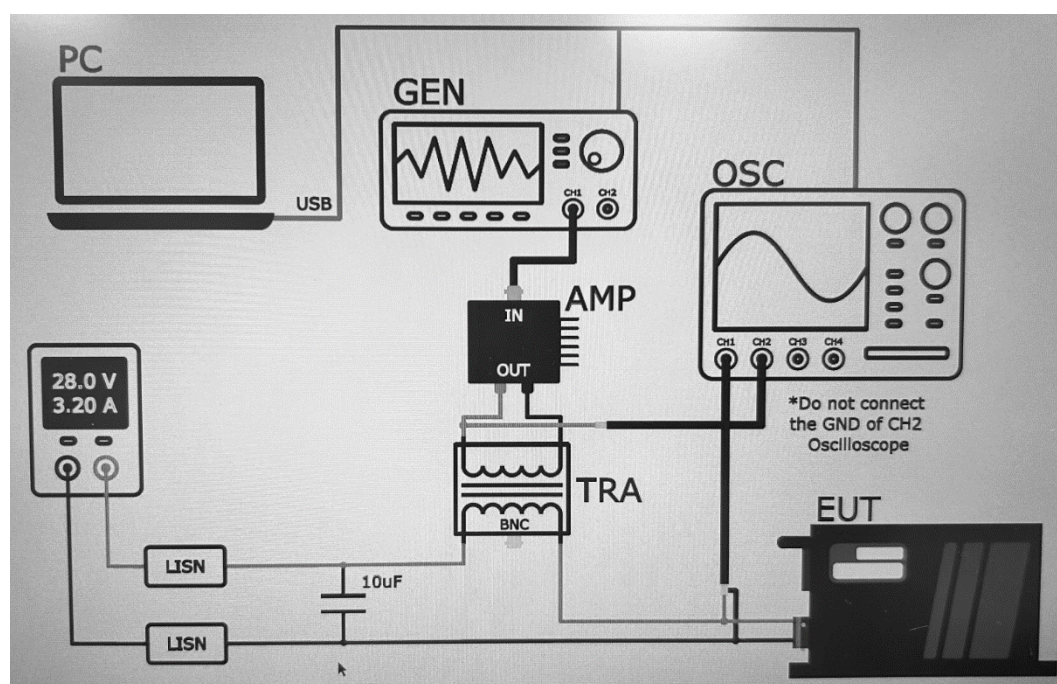 PC
USB
GEN
CH1 CH2
IN
AMP
OUT
OSC
CH1 CH2 CH3 CH4
*Do not connect
the GND of CH2
Oscilloscope
28.0 V
3.20 A
TRA
BNC
LISN
10uF
LISN
EUT